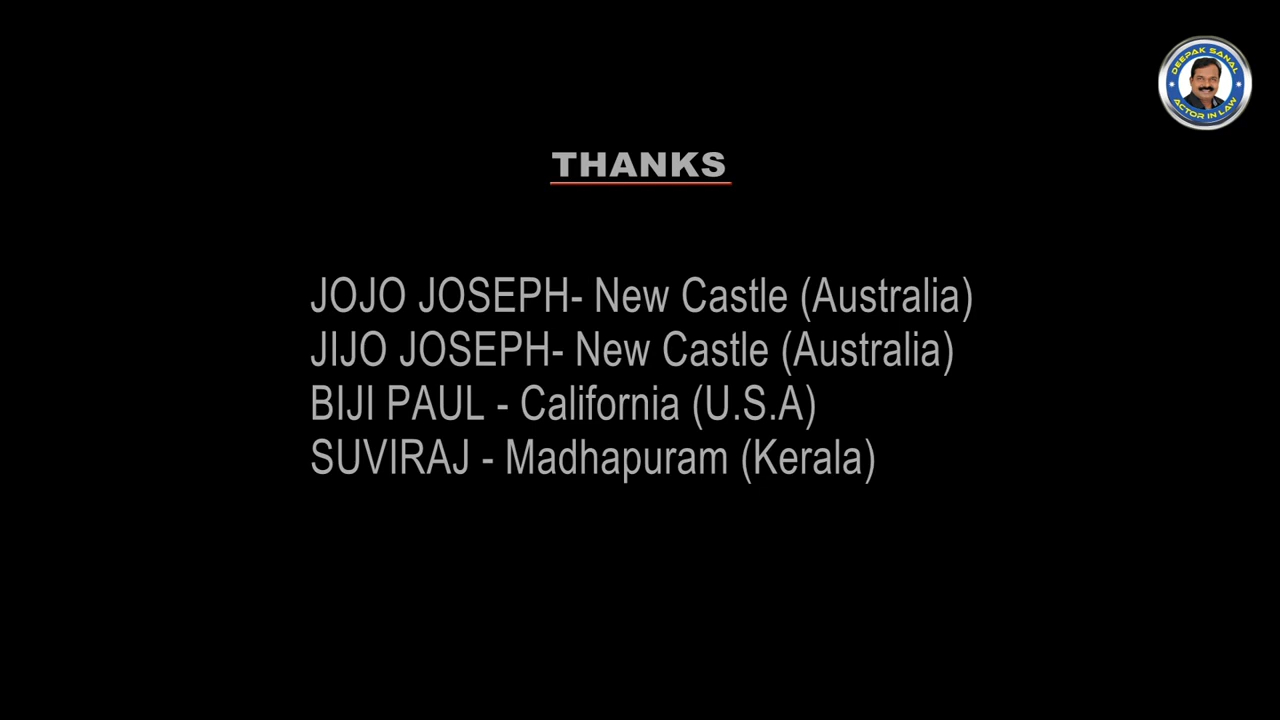 DEEPAK SANAL
ACTOR IN LAW
THANKS
JOJO JOSEPH- New Castle (Australia)
JIJO JOSEPH- New Castle (Australia)
BIJI PAUL - California (U.S.A)
SUVIRAJ - Madhapuram (Kerala)